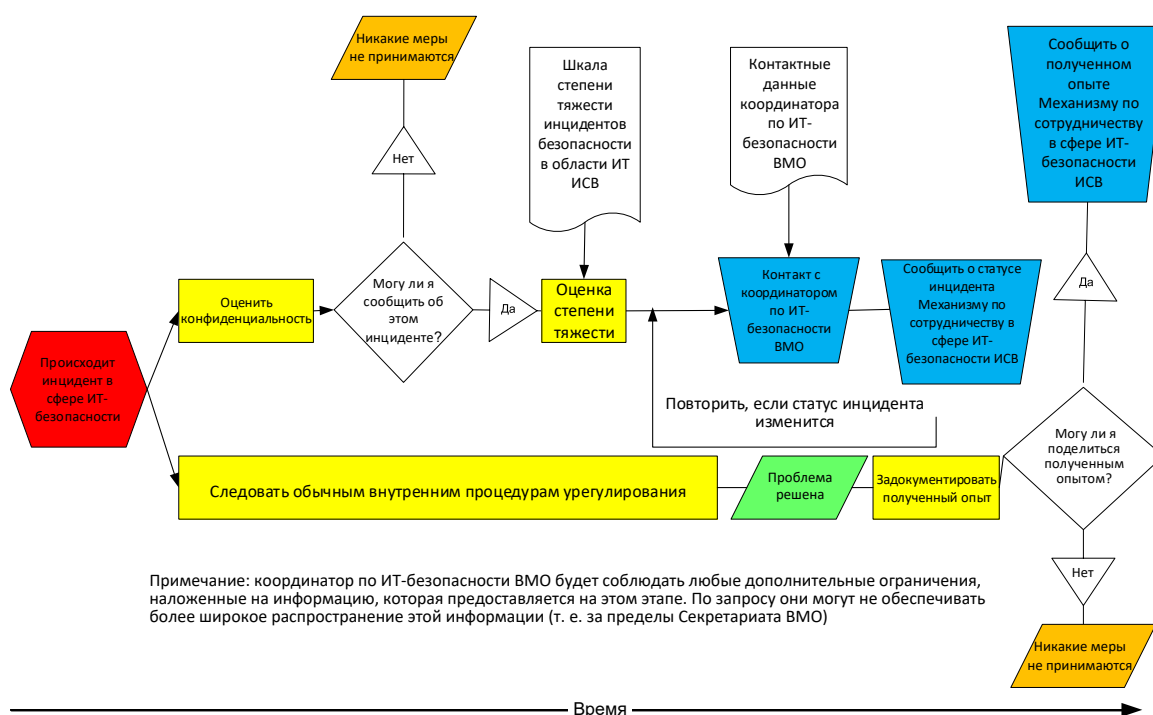 Никакие меры
не принимаются
Шкала
степени
тяжести
инцидентов
безопасности
в области ИТ
ИСВ
Контактные
данные
координатора
по ИТ-
безопасности
ВМО
Сообщить о
полученном
опыте
Механизму по
сотрудничеству
в сфере ИТ-
безопасности
ИСВ
Нет
Оценить
конфиденциальность
Могу ли я
сообщить об
этом
инциденте?
Да
Оценка
степени
тяжести
Контакт с
координатором
по ИТ-
безопасности
ВМО
Сообщить о статусе
инцидента
Механизму по
сотрудничеству в
сфере ИТ-
безопасности ИСВ
Да
Происходит
инцидент в
сфере ИТ-
безопасности
Повторить, если статус инцидента
изменится
Следовать обычным внутренним процедурам урегулирования
Проблема
решена
Задокументировать
полученный опыт
Могу ли я
поделиться
полученным
опытом?
Нет
Никакие меры
не принимаются
Примечание: координатор по ИТ-безопасности ВМО будет соблюдать любые дополнительные ограничения,
наложенные на информацию, которая предоставляется на этом этапе. По запросу они могут не обеспечивать
более широкое распространение этой информации (т. е. за пределы Секретариата ВМО)
Время